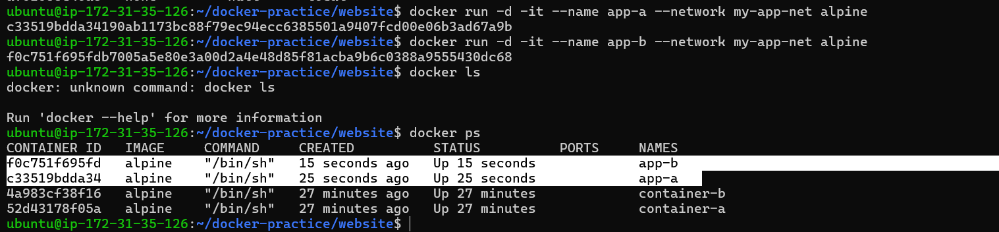 ubuntu@ip-172-31-35-126:~/docker-practice/website$ docker run -d -it --name app-a --network my-app-net alpine
c33519bdda34190ab1173bc88f79ec94ecc6385501a9407fcd00e06b3ad67a9b
ubuntu@ip-172-31-35-126:~/docker-practice/website$ docker run -d -it --name app-b --network my-app-net alpine
f0c751f695fdb7005a5e80e3a00d2a4e48d85f81acba9b6c0388a9555430dc68
ubuntu@ip-172-31-35-126:~/docker-practice/website$ docker ls
docker: unknown command: docker ls
Run 'docker --help' for more information
ubuntu@ip-172-31-35-126:~/docker-practice/website$ docker ps
CONTAINER ID   IMAGE     COMMAND     CREATED          STATUS          PORTS     NAMES
f0c751f695fd   alpine    "/bin/sh"   15 seconds ago   Up 15 seconds             app-b
c33519bdda34   alpine    "/bin/sh"   25 seconds ago   Up 25 seconds             app-a
4a983cf38f16   alpine    "/bin/sh"   27 minutes ago   Up 27 minutes             container-b
52d43178f05a   alpine    "/bin/sh"   27 minutes ago   Up 27 minutes             container-a
ubuntu@ip-172-31-35-126:~/docker-practice/website$